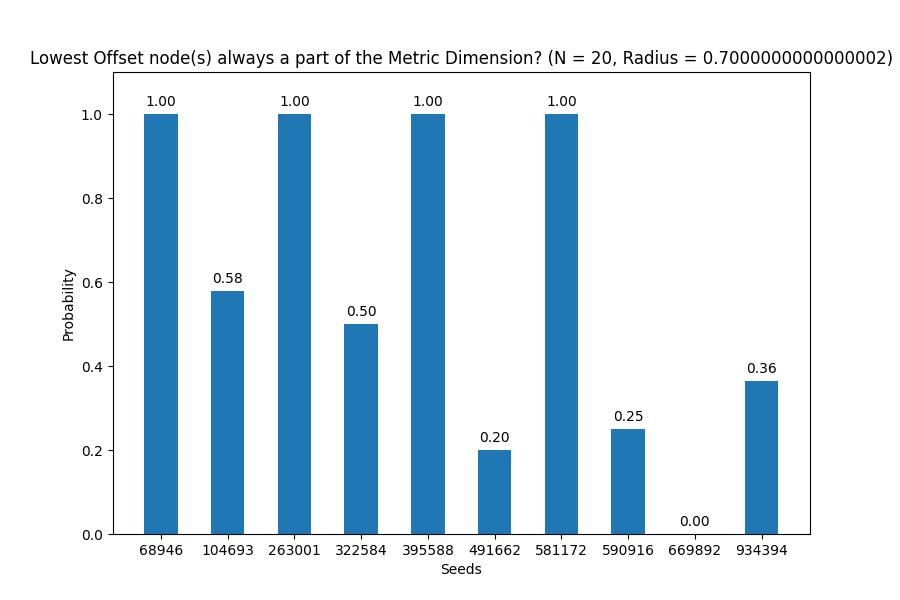 Lowest Offset node(s) always a part of the Metric Dimension? (N = 20, Radius = 0.7000000000000002)
1.00 1.00 1.00 1.00
1.0
0.8
0.58
0.6
0.50
Probability
0.4
0.36
0.25
0.20
0.2
0.00
0.0
68946 104693 263001 322584 395588 491662 581172 590916 669892 934394
Seeds